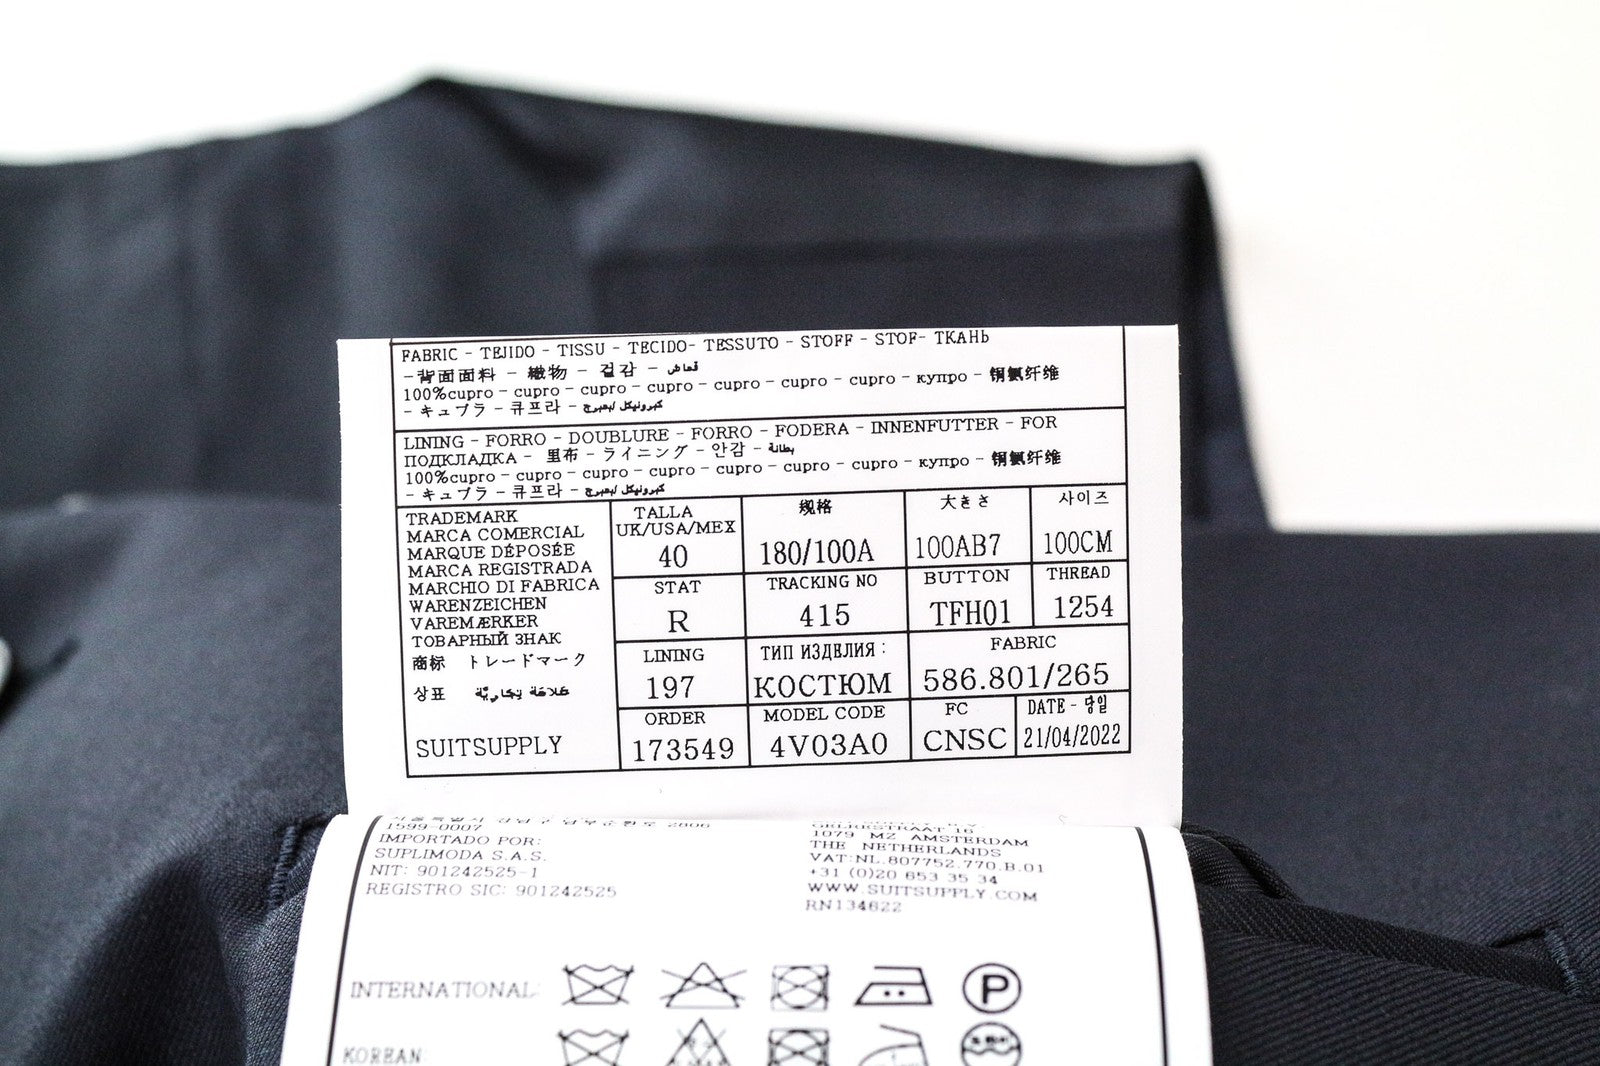 FABRIC - TEJIDO - TISSU - TECIDO- TESSUTO - STOFF - STOF- ТКАНЬ
-背面面料 - 織物 - 겉감 - قماش
100%cupro - cupro - cupro - cupro - cupro - cupro - cupro - купро - 铜氨纤维
- キュプラ - 큐프라 -
LINING - FORRO - DOUBLURE - FORRO - FODERA - INNENFUTTER - FOR
ПОДКЛАДКА - 里布 - ライニング - 안감 - بطانة
100%cupro - cupro - cupro - cupro - cupro - cupro - cupro - купро - 铜氨纤维
- キュプラ - 큐프라 -
TRADEMARK
MARCA COMERCIAL
MARQUE DÉPOSÉE
MARCA REGISTRADA
MARCHIO DI FABRICA
WARENZEICHEN
VAREMÆRKER
ТОВАРНЫЙ ЗНАК
商标 トレードマーク
상표 علامة تجارية
SUITSUPPLY
TALLA
UK/USA/MEX
40
规格
180/100A
大きさ
100AB7
사이즈
100CM
STAT
R
TRACKING NO
415
BUTTON
TFH01
THREAD
1254
LINING
197
ТИП ИЗДЕЛИЯ :
КОСТЮМ
FABRIC
586.801/265
ORDER
173549
MODEL CODE
4V03A0
FC
CNSC
DATE - 당일
21/04/2022
1599-0007
IMPORTADO POR:
SUPLIMODA S.A.S.
NIT: 901242525-1
REGISTRO SIC: 901242525
1079 MZ AMSTERDAM
THE NETHERLANDS
VAT:NL.807752.770.B.01
+31 (0)20 653 35 34
WWW.SUITSUPPLY.COM
RN134622
INTERNATIONAL:
P
KOREAN: